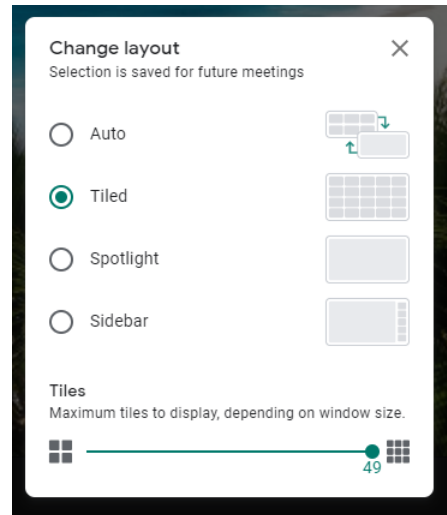 Change layout
Selection is saved for future meetings
Auto
Tiled
Spotlight
Sidebar
Tiles
Maximum tiles to display, depending on window size.
49